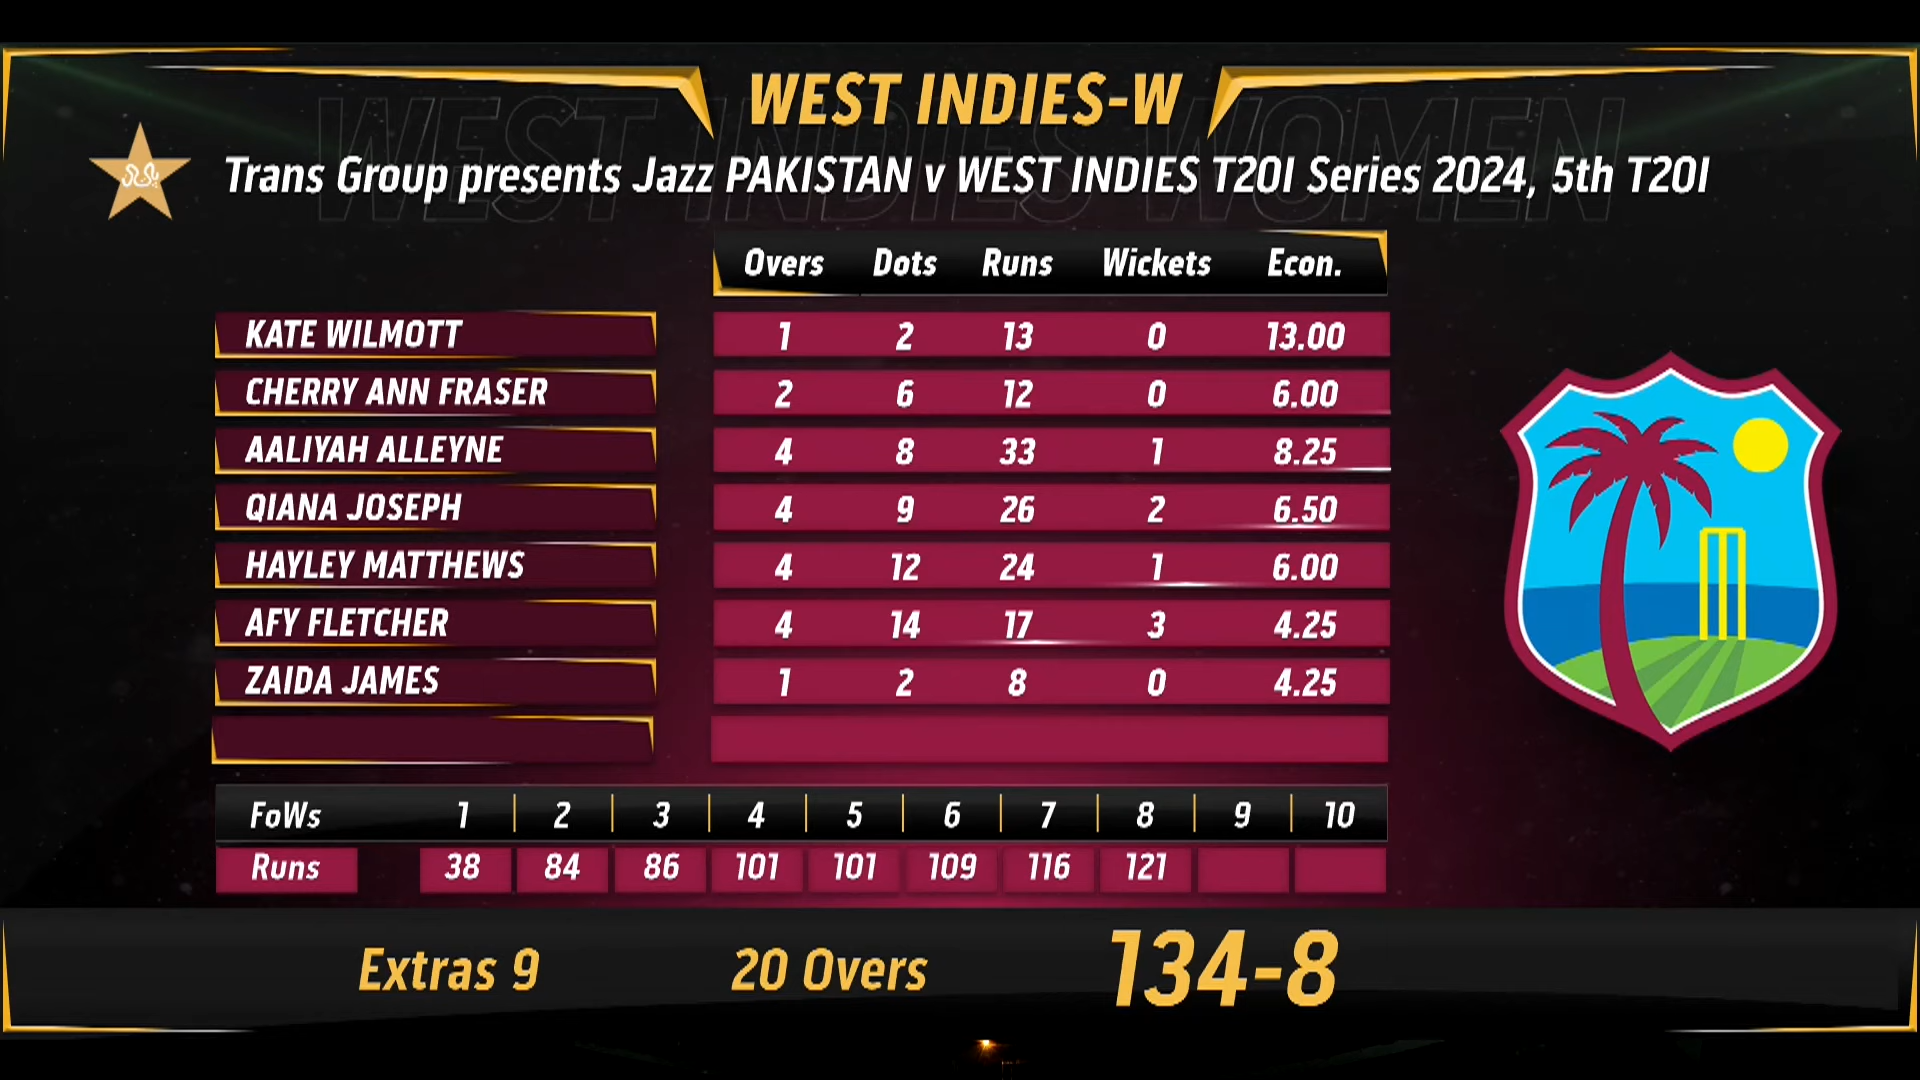 WEST INDIES-W
WEST INDIES WOMEN
Trans Group presents Jazz PAKISTAN v WEST INDIES T20I Series 2024, 5th T20I
Overs Dots Runs Wickets Econ.
KATE WILMOTT 1 2 13 0 13.00
CHERRY ANN FRASER 2 6 12 0 6.00
AALIYAH ALLEYNE 4 8 33 1 8.25
QIANA JOSEPH 4 9 26 2 6.50
HAYLEY MATTHEWS 4 12 24 1 6.00
AFY FLETCHER 4 14 17 3 4.25
ZAIDA JAMES 1 2 8 0 4.25
FoWs 1 2 3 4 5 6 7 8 9 10
Runs 38 84 86 101 101 109 116 121
Extras 9 20 Overs 134-8